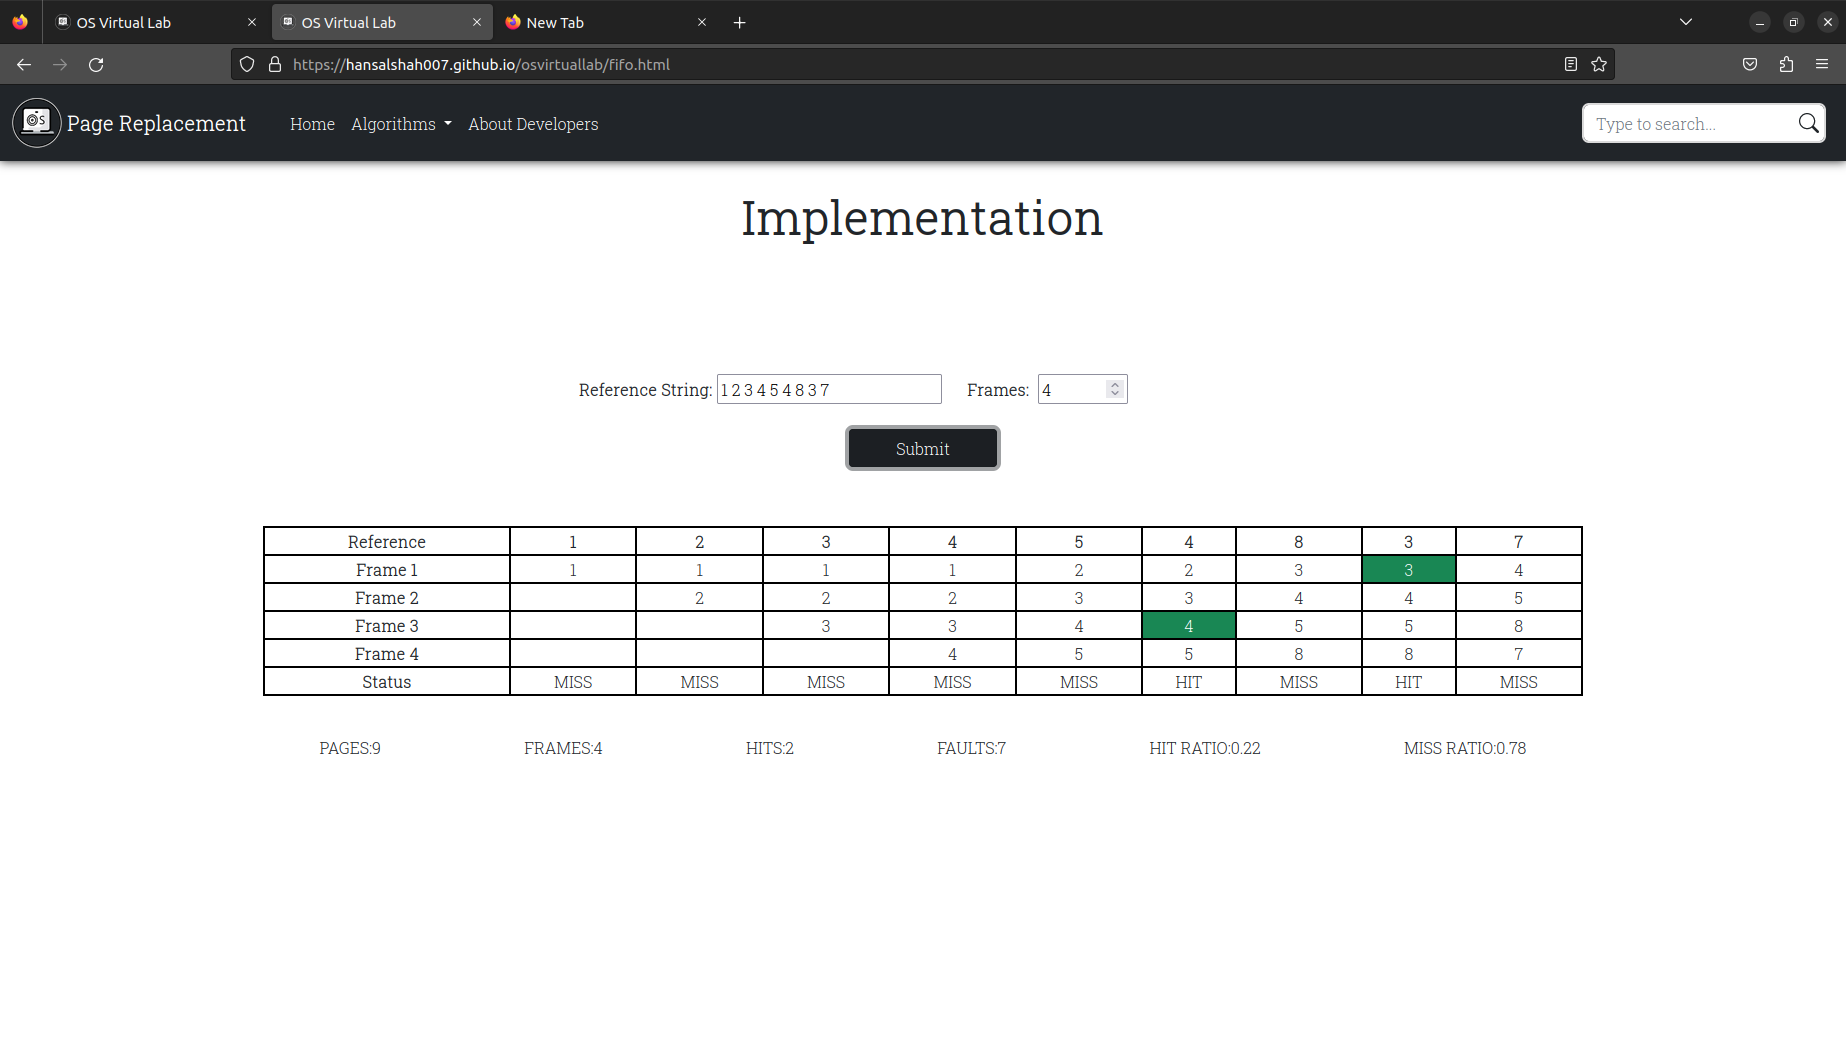 OS Virtual Lab OS Virtual Lab New Tab
https://hansalshah007.github.io/osvirtuallab/fifo.html
OS Page Replacement Home Algorithms About Developers Type to search...
Implementation
Reference String: 1 2 3 4 5 4 8 3 7 Frames: 4
Submit
Reference 1 2 3 4 5 4 8 3 7
Frame 1 1 1 1 1 2 2 3 3 4
Frame 2 2 2 2 3 3 4 4 5
Frame 3 3 3 4 4 5 5 8
Frame 4 4 5 5 8 8 7
Status MISS MISS MISS MISS MISS HIT MISS HIT MISS
PAGES:9 FRAMES:4 HITS:2 FAULTS:7 HIT RATIO:0.22 MISS RATIO:0.78